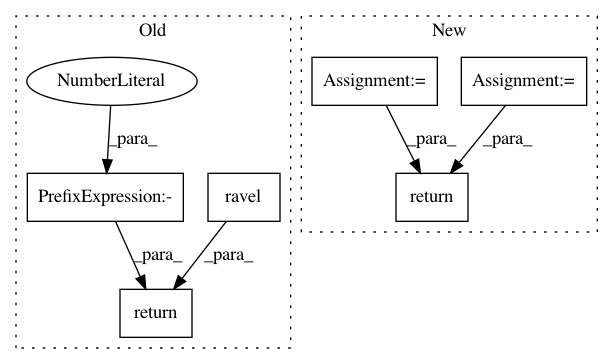 Old
New
NumberLiteral
Assignment:=
Assignment:=
_para_
_para_
_para_
PrefixExpression:-
ravel
return
_para_
_para_
return